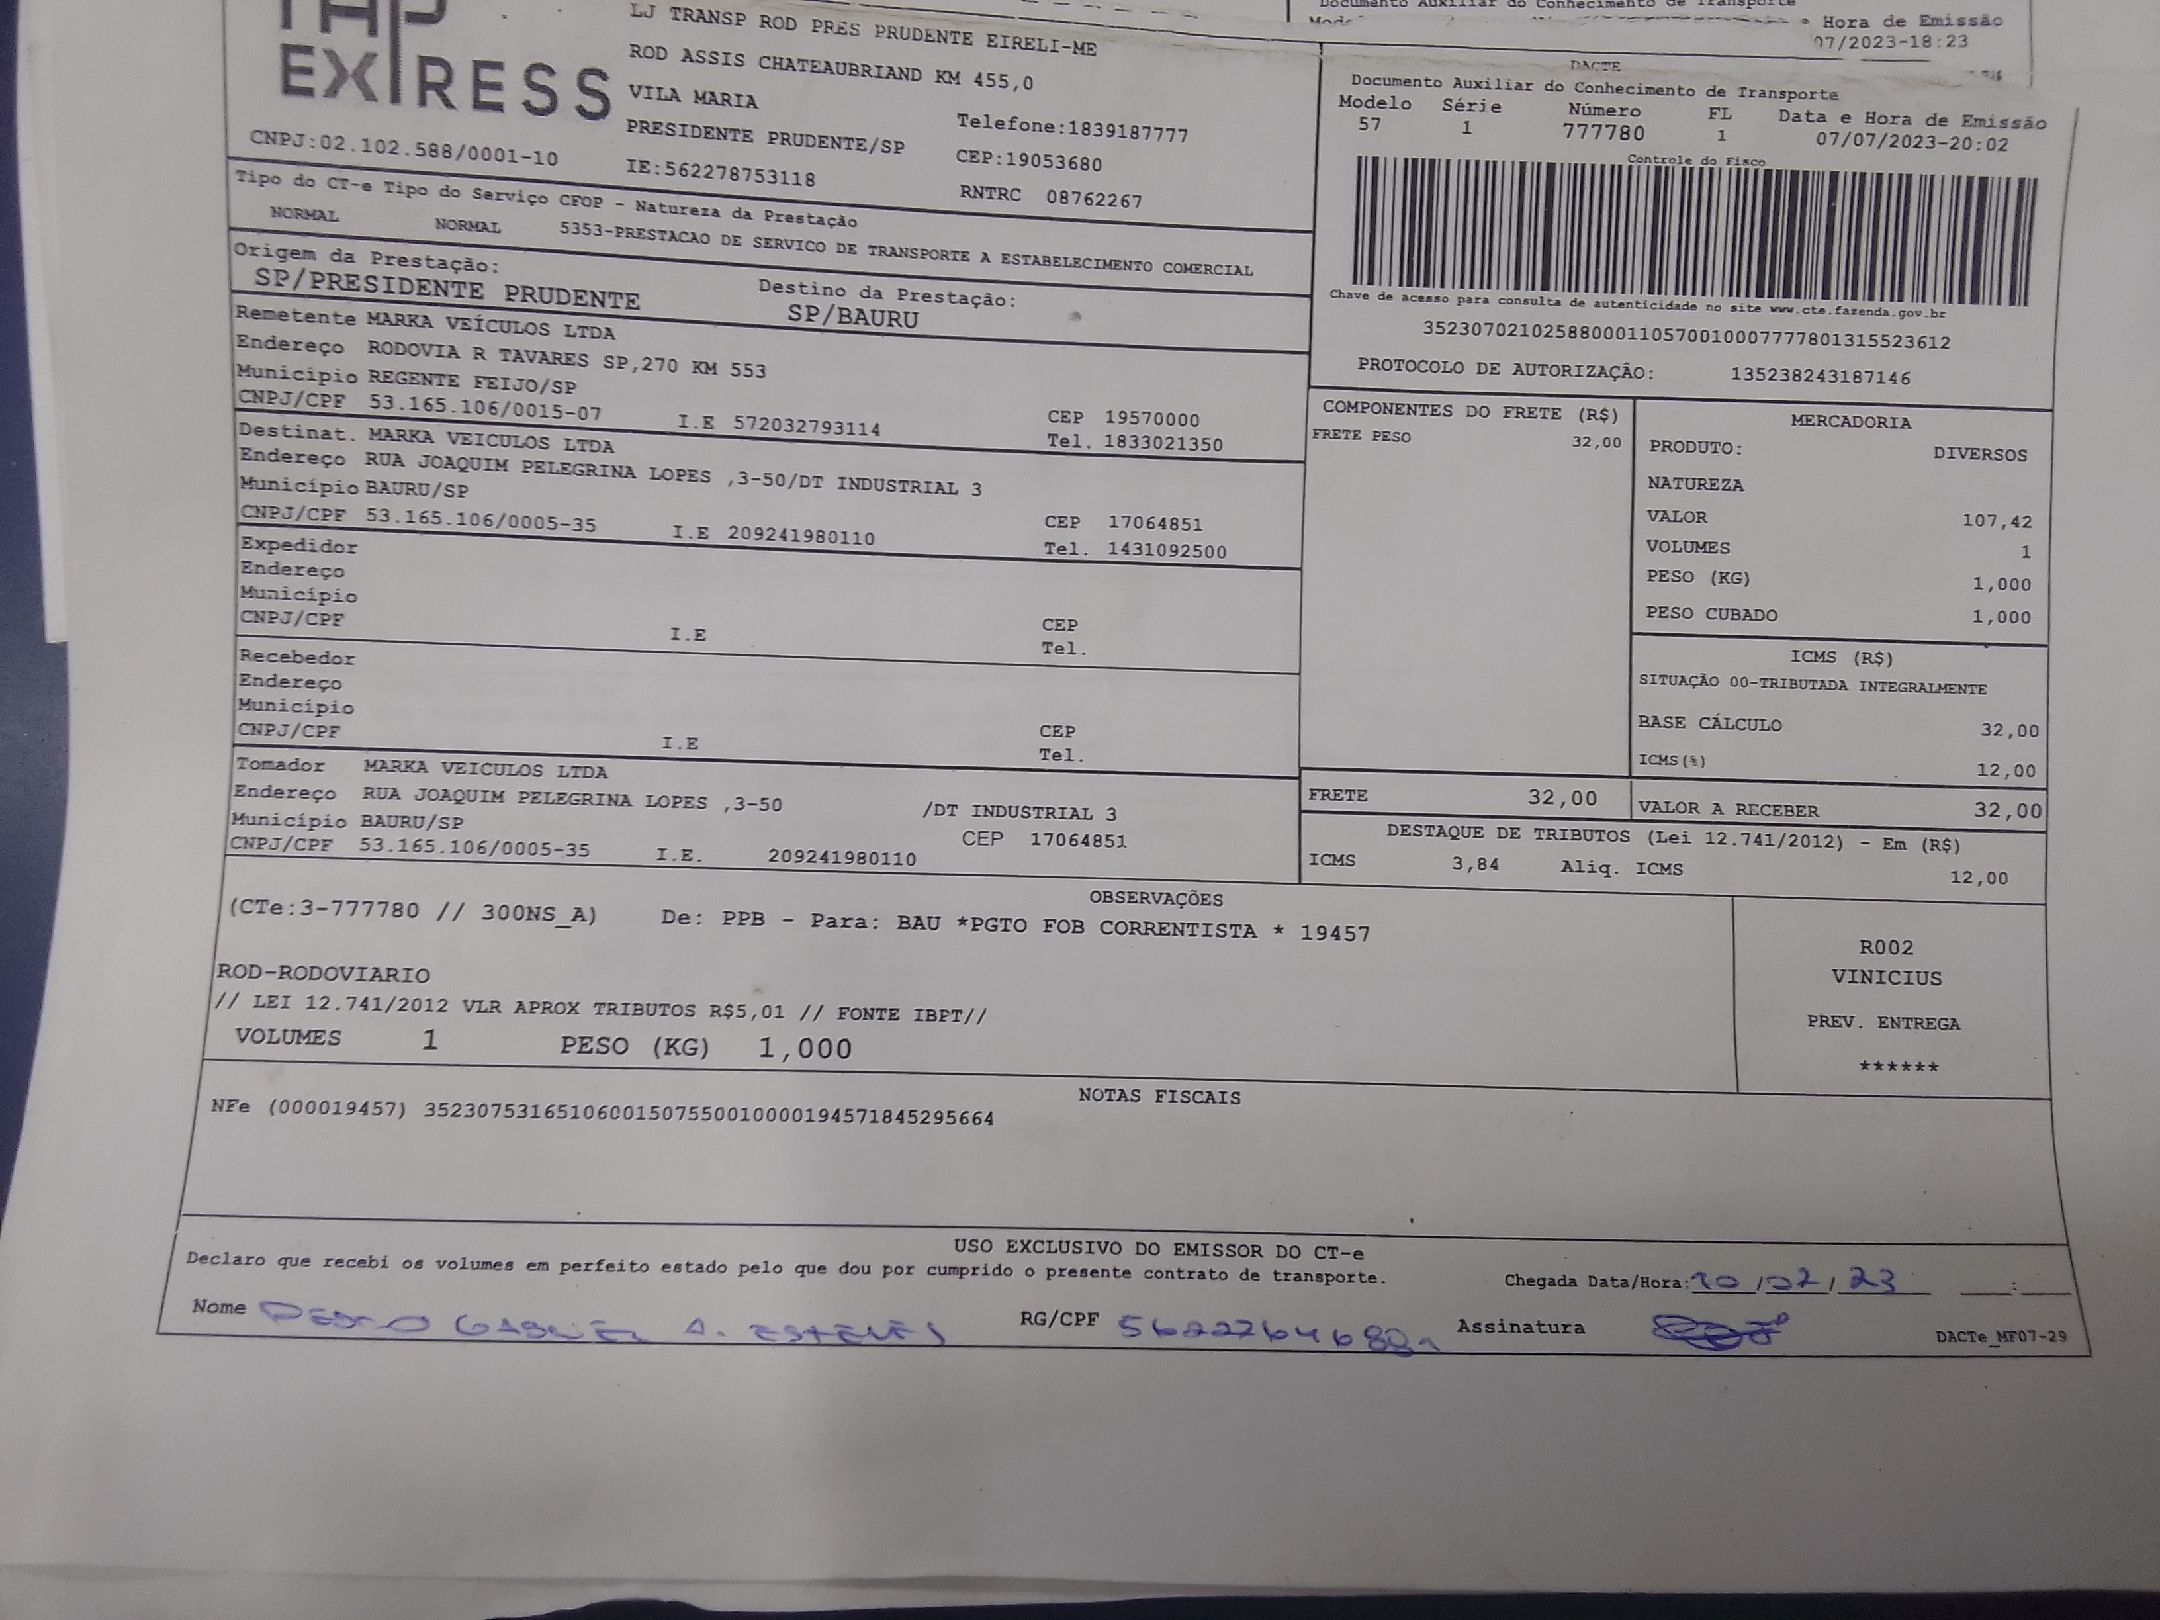 Documento Auxiliar do Conhecimento de Transporte
Hora de Emissão
07/2023-18:23
EXPRESS
LJ TRANSP ROD PRES PRUDENTE EIRELI-ME
ROD ASSIS CHATEAUBRIAND KM 455,0
VILA MARIA
PRESIDENTE PRUDENTE/SP
Telefone:1839187777
CEP:19053680
CNPJ:02.102.588/0001-10
IE:562278753118
RNTRC 08762267
DACTE
Documento Auxiliar do Conhecimento de Transporte
Modelo Série Número FL Data e Hora de Emissão
57 1 777780 1 07/07/2023-20:02
Controle do Fisco
Chave de acesso para consulta de autenticidade no site www.cte.fazenda.gov.br
35230702102588000110570010007777801315523612
PROTOCOLO DE AUTORIZAÇÃO: 135238243187146
Tipo do CT-e Tipo do Serviço CFOP - Natureza da Prestação
NORMAL NORMAL 5353-PRESTACAO DE SERVICO DE TRANSPORTE A ESTABELECIMENTO COMERCIAL
Origem da Prestação: Destino da Prestação:
SP/PRESIDENTE PRUDENTE SP/BAURU
Remetente MARKA VEÍCULOS LTDA
Endereço RODOVIA R TAVARES SP,270 KM 553
Município REGENTE FEIJO/SP CEP 19570000
CNPJ/CPF 53.165.106/0015-07 I.E 572032793114 Tel. 1833021350
Destinat. MARKA VEICULOS LTDA
Endereço RUA JOAQUIM PELEGRINA LOPES ,3-50/DT INDUSTRIAL 3
Município BAURU/SP CEP 17064851
CNPJ/CPF 53.165.106/0005-35 I.E 209241980110 Tel. 1431092500
Expedidor
Endereço
Município CEP
CNPJ/CPF I.E Tel.
Recebedor
Endereço
Município CEP
CNPJ/CPF I.E Tel.
Tomador MARKA VEICULOS LTDA
Endereço RUA JOAQUIM PELEGRINA LOPES ,3-50 /DT INDUSTRIAL 3
Município BAURU/SP CEP 17064851
CNPJ/CPF 53.165.106/0005-35 I.E. 209241980110
COMPONENTES DO FRETE (R$)
FRETE PESO 32,00
MERCADORIA
PRODUTO: DIVERSOS
NATUREZA
VALOR 107,42
VOLUMES 1
PESO (KG) 1,000
PESO CUBADO 1,000
ICMS (R$)
SITUAÇÃO 00-TRIBUTADA INTEGRALMENTE
BASE CÁLCULO 32,00
ICMS(%) 12,00
FRETE 32,00 VALOR A RECEBER 32,00
DESTAQUE DE TRIBUTOS (Lei 12.741/2012) - Em (R$)
ICMS 3,84 Aliq. ICMS 12,00
OBSERVAÇÕES
(CTe:3-777780 // 300NS_A) De: PPB - Para: BAU *PGTO FOB CORRENTISTA * 19457
ROD-RODOVIARIO
// LEI 12.741/2012 VLR APROX TRIBUTOS R$5,01 // FONTE IBPT//
VOLUMES 1 PESO (KG) 1,000
R002
VINICIUS
PREV. ENTREGA
******
NOTAS FISCAIS
NFe (000019457) 35230753165106001507550010000194571845295664
USO EXCLUSIVO DO EMISSOR DO CT-e
Declaro que recebi os volumes em perfeito estado pelo que dou por cumprido o presente contrato de transporte. Chegada Data/Hora: 10/07/23 :
Nome PEDRO GABRIEL A. ESTEVES RG/CPF Assinatura
DACTe_MF07-29